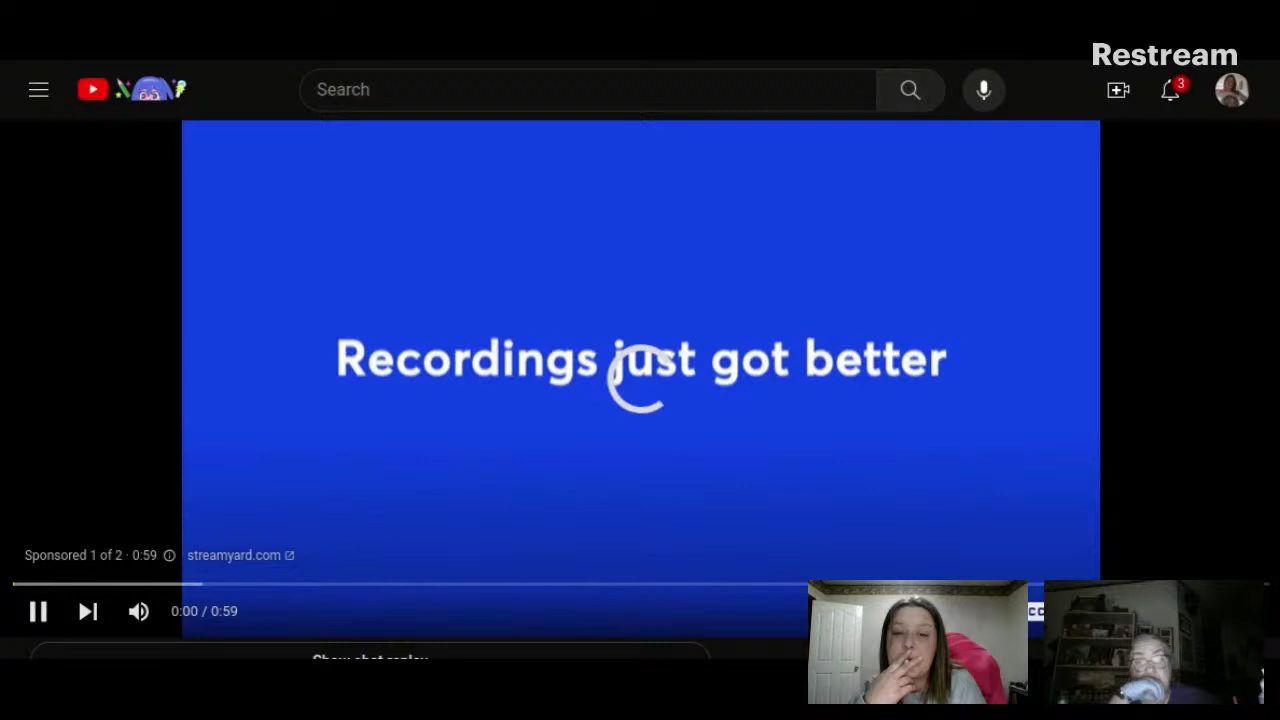 Restream
Search
3
Recordings just got better
Sponsored 1 of 2 · 0:59
streamyard.com
0:00 / 0:59